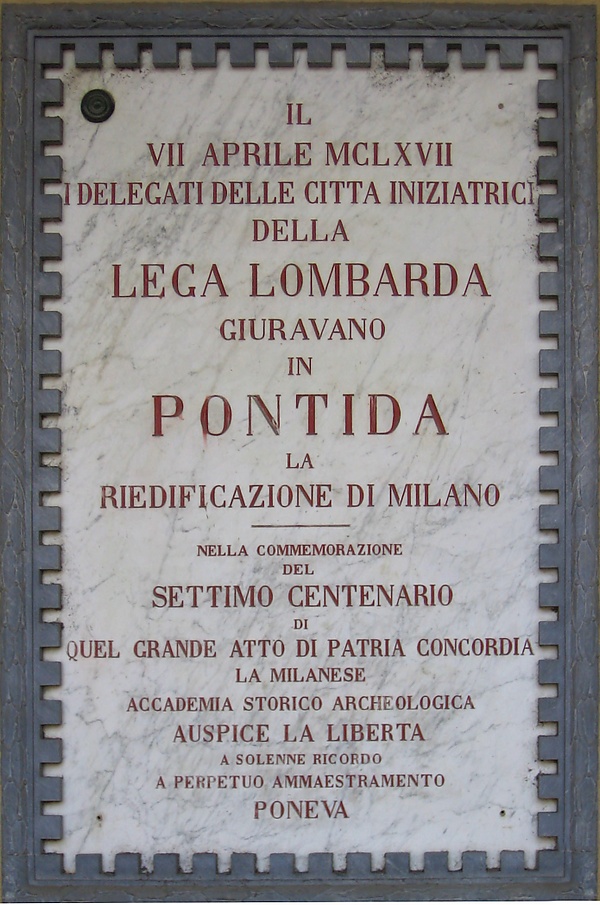 IL
VII APRILE MCLXVII
I DELEGATI DELLE CITTA INIZIATRICI
DELLA
LEGA LOMBARDA
GIURAVANO
IN
PONTIDA
LA
RIEDIFICAZIONE DI MILANO
NELLA COMMEMORAZIONE
DEL
SETTIMO CENTENARIO
DI
QUEL GRANDE ATTO DI PATRIA CONCORDIA
LA MILANESE
ACCADEMIA STORICO ARCHEOLOGICA
AUSPICE LA LIBERTA
A SOLENNE RICORDO
A PERPETUO AMMAESTRAMENTO
PONEVA